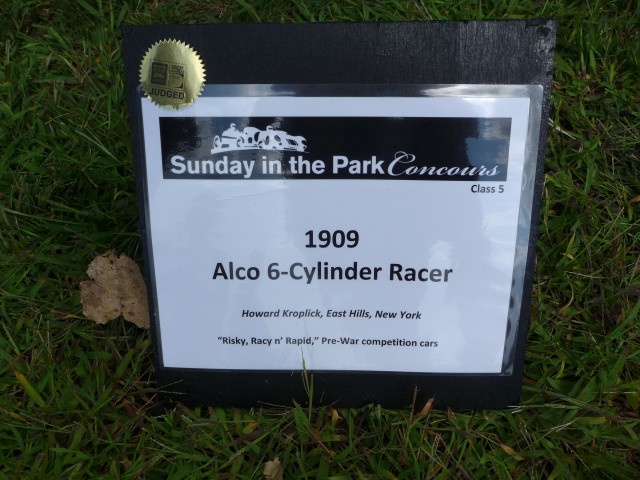 JUDGED
Sunday in the Park Concours
Class 5
1909
Alco 6-Cylinder Racer
Howard Kroplick, East Hills, New York
"Risky, Racy n' Rapid," Pre-War competition cars